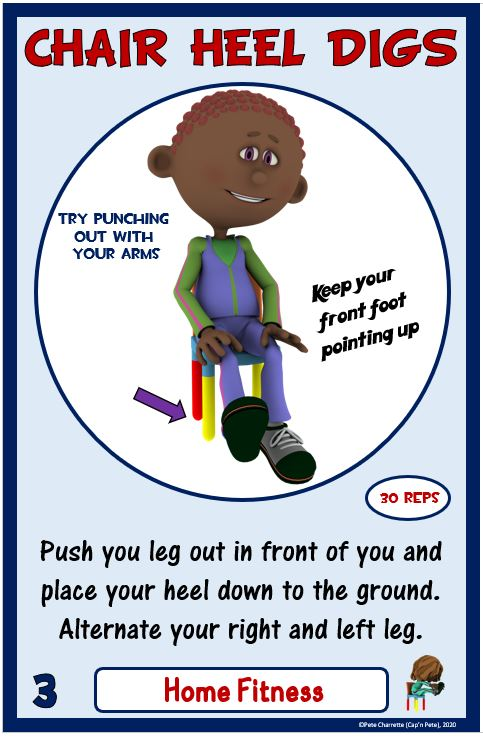 CHAIR HEEL DIGS
TRY PUNCHING
OUT WITH
YOUR ARMS
Keep your
front foot
pointing up
30 REPS
Push you leg out in front of you and
place your heel down to the ground.
Alternate your right and left leg.
3
Home Fitness
©Pete Charrette (Cap'n Pete), 2020